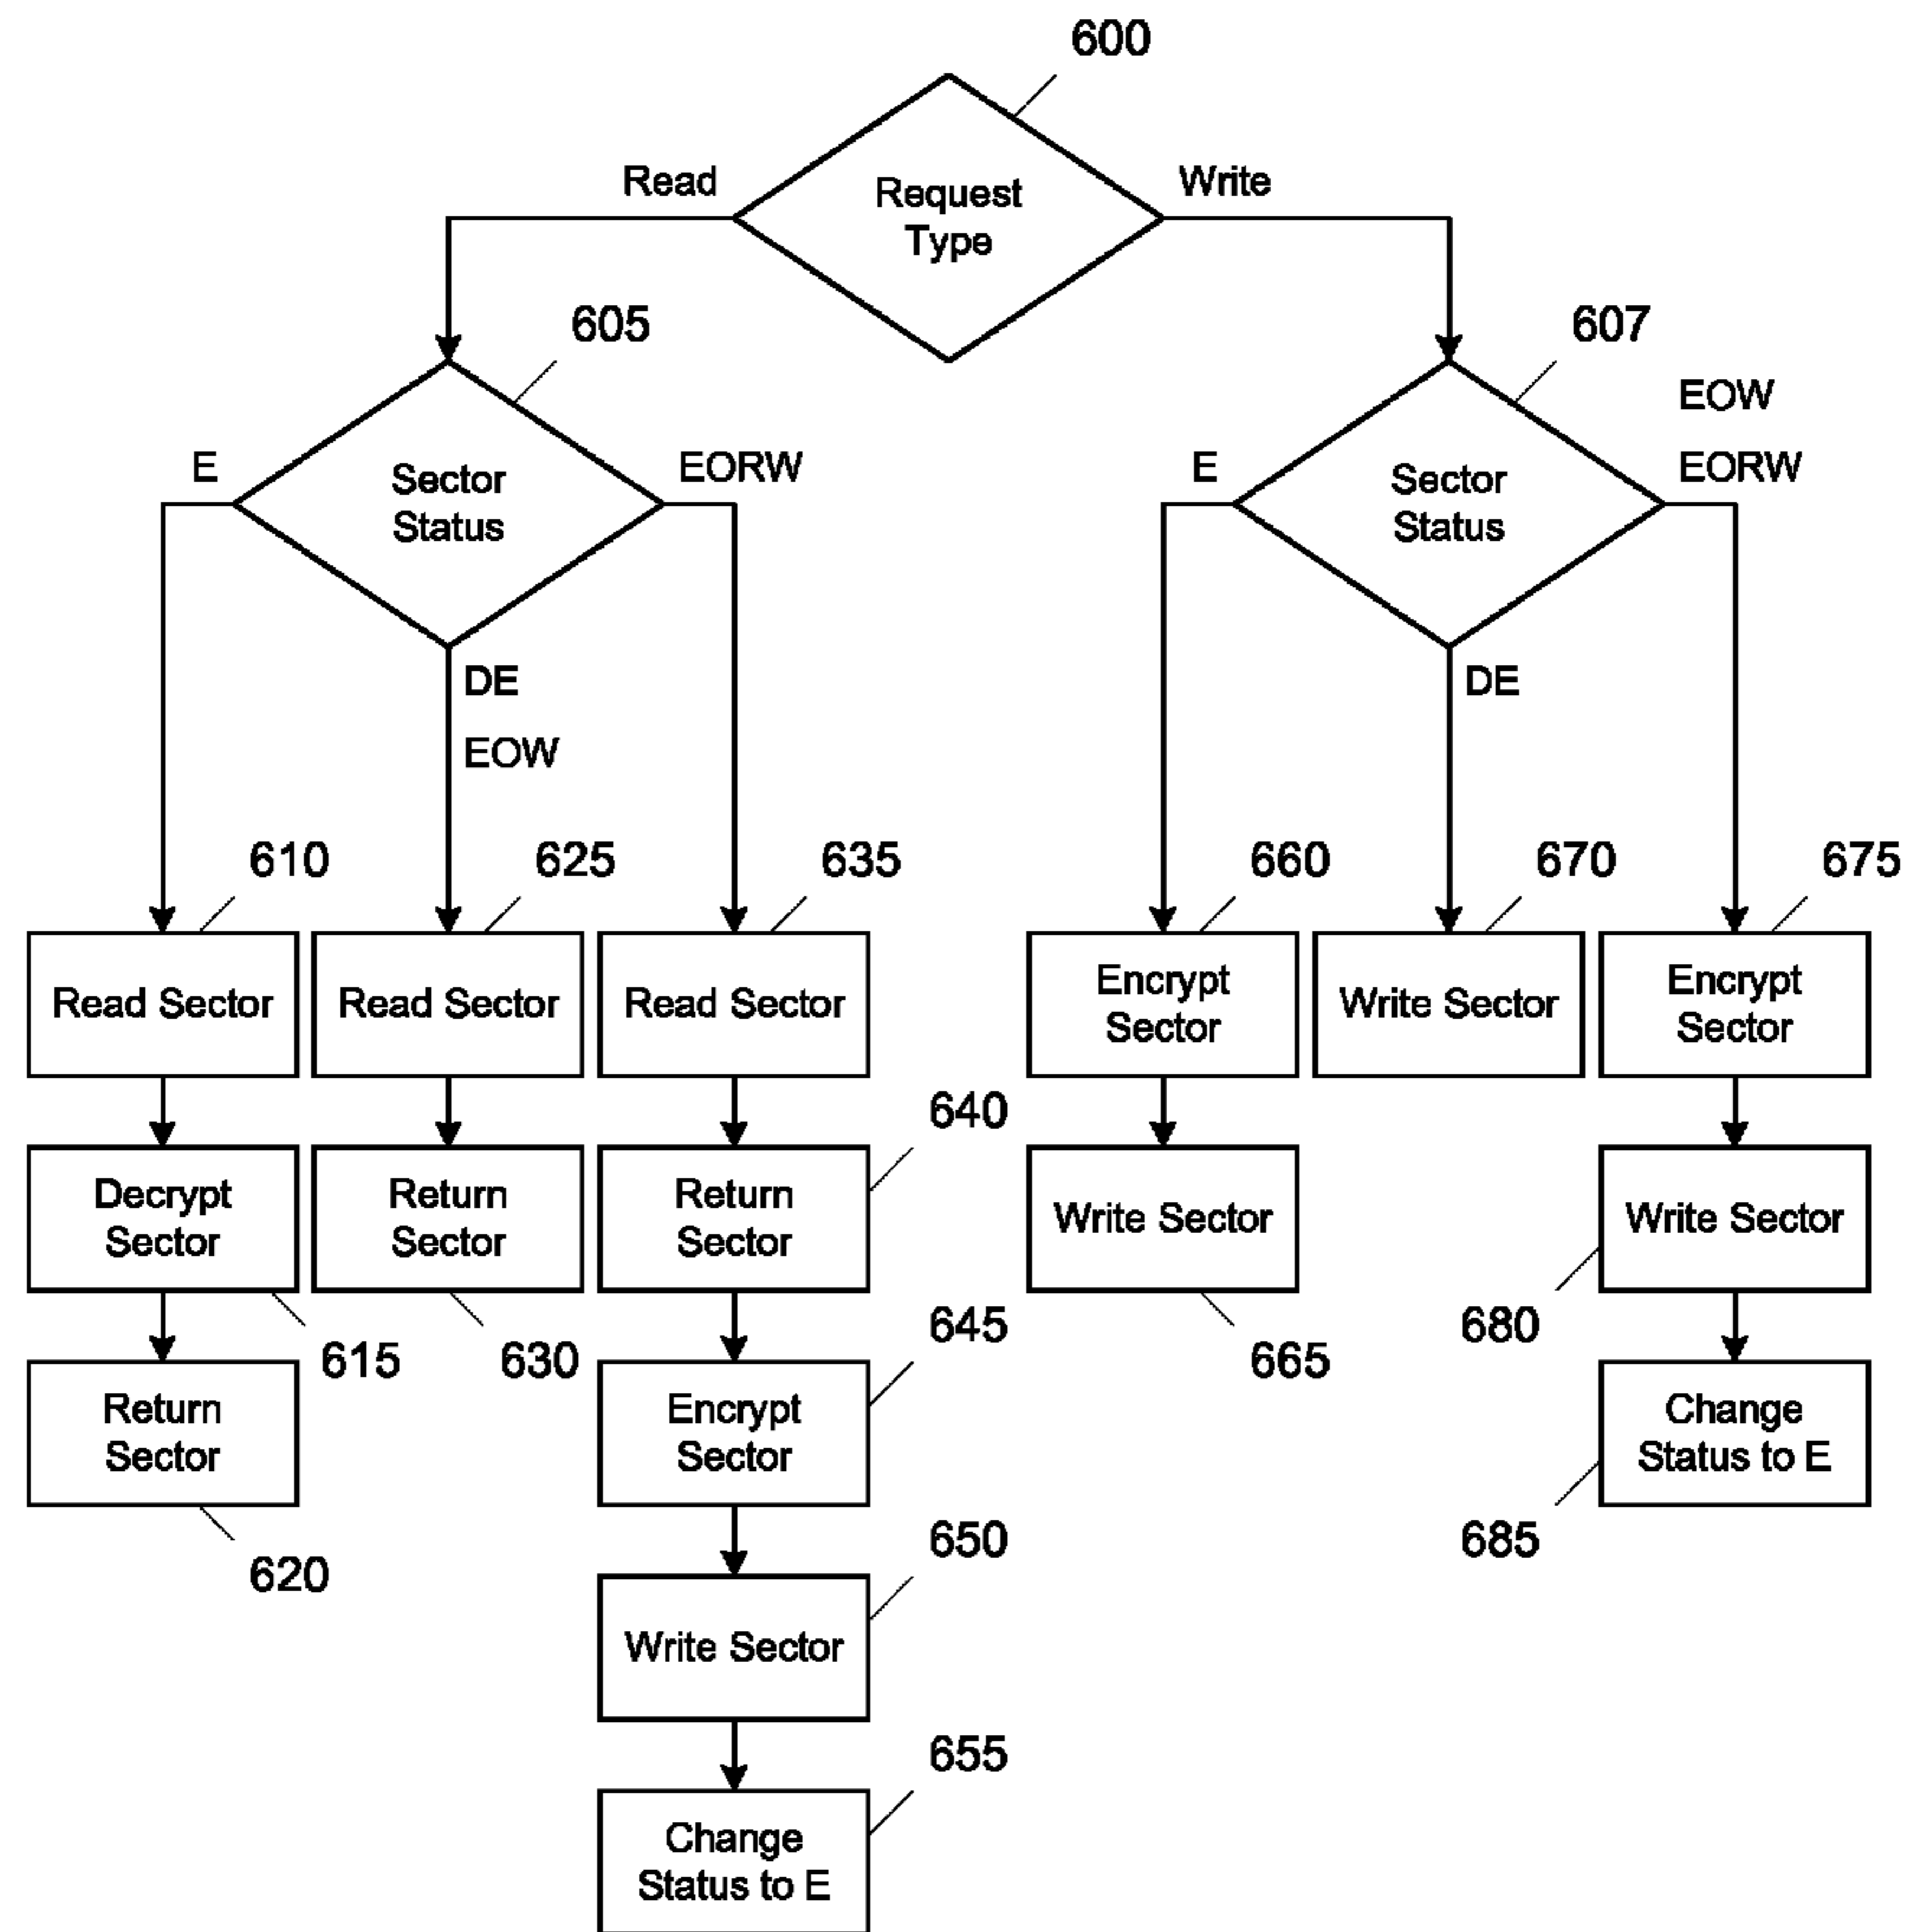 600
Read
Request
Type
Write
605
607
E
Sector
Status
EORW
DE
EOW
E
Sector
Status
EOW
EORW
DE
610
625
635
660
670
675
Read Sector
Read Sector
Read Sector
Encrypt
Sector
Write Sector
Encrypt
Sector
640
Decrypt
Sector
Return
Sector
Return
Sector
Write Sector
Write Sector
615
630
645
665
680
Return
Sector
Encrypt
Sector
Change
Status to E
620
650
685
Write Sector
655
Change
Status to E